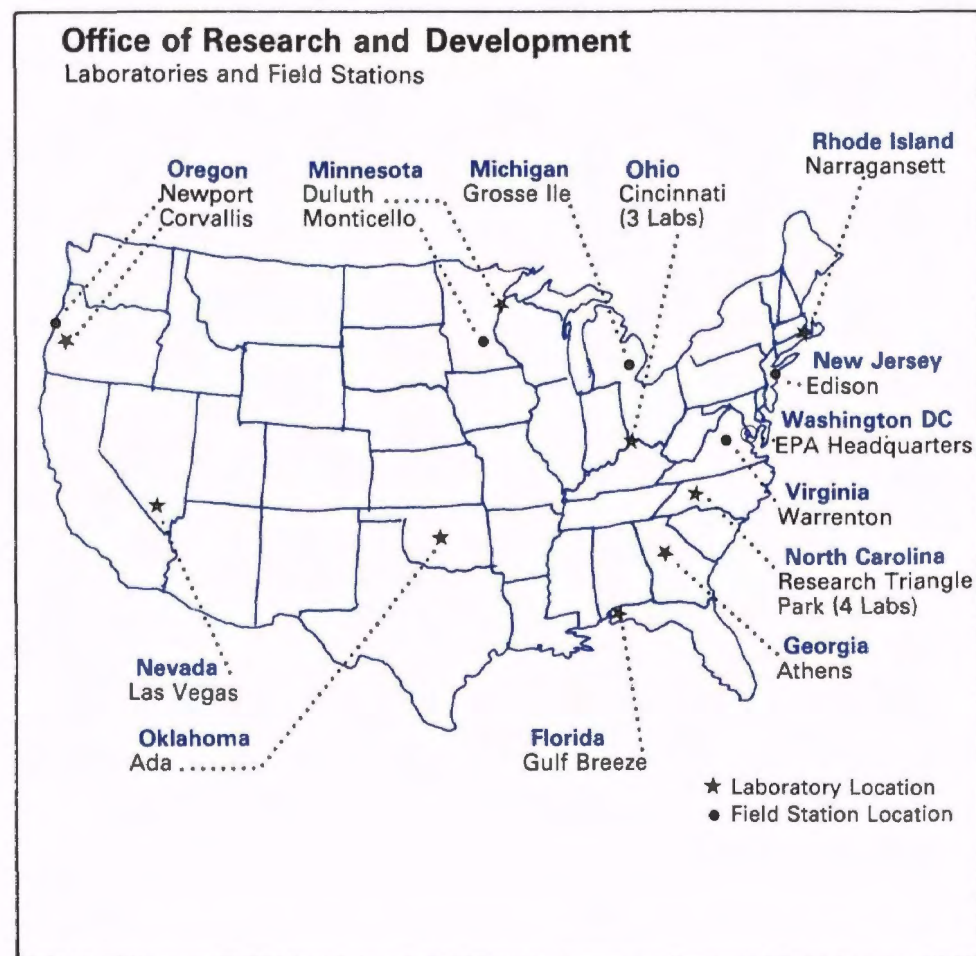 Office of Research and Development
Laboratories and Field Stations
Oregon
Newport
Corvallis
Minnesota
Duluth
Monticello
Michigan
Grosse Ile
Ohio
Cincinnati
(3 Labs)
Rhode Island
Narragansett
New Jersey
Edison
Washington DC
EPA Headquarters
Virginia
Warrenton
North Carolina
Research Triangle
Park (4 Labs)
Georgia
Athens
Nevada
Las Vegas
Oklahoma
Ada
Florida
Gulf Breeze
★ Laboratory Location
● Field Station Location